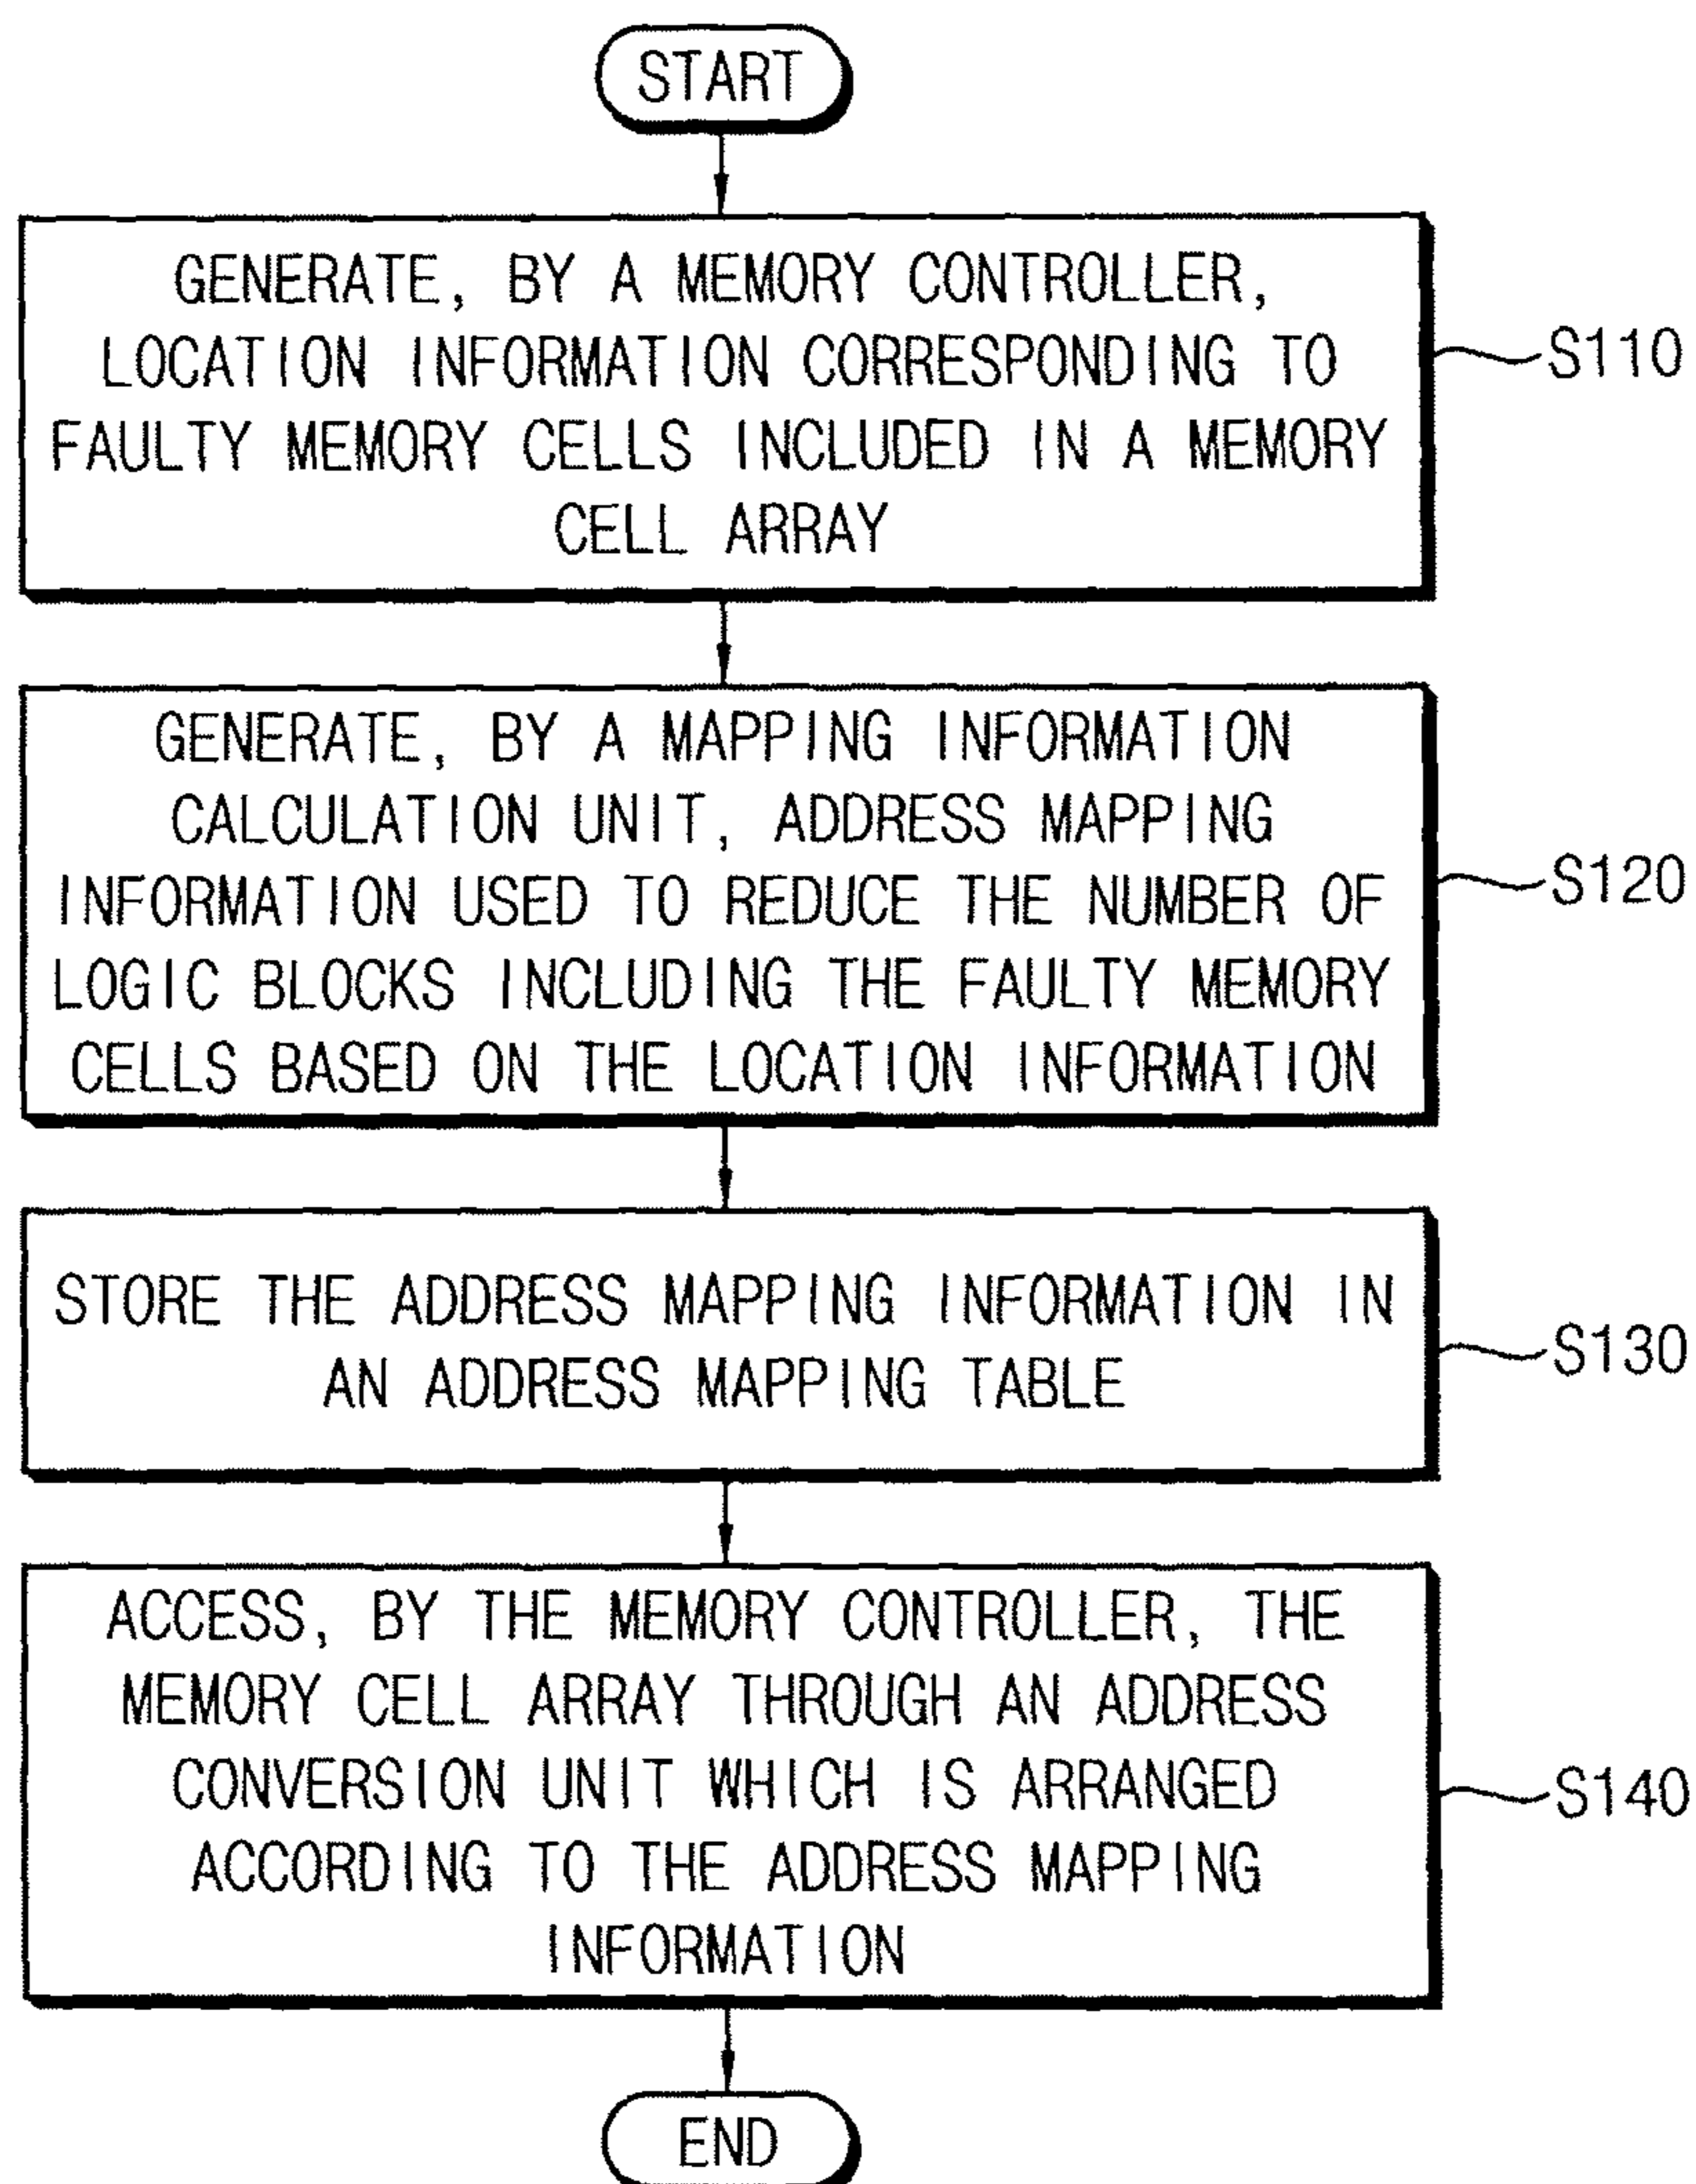 START
GENERATE, BY A MEMORY CONTROLLER,
LOCATION INFORMATION CORRESPONDING TO
FAULTY MEMORY CELLS INCLUDED IN A MEMORY
CELL ARRAY
S110
GENERATE, BY A MAPPING INFORMATION
CALCULATION UNIT, ADDRESS MAPPING
INFORMATION USED TO REDUCE THE NUMBER OF
LOGIC BLOCKS INCLUDING THE FAULTY MEMORY
CELLS BASED ON THE LOCATION INFORMATION
S120
STORE THE ADDRESS MAPPING INFORMATION IN
AN ADDRESS MAPPING TABLE
S130
ACCESS, BY THE MEMORY CONTROLLER, THE
MEMORY CELL ARRAY THROUGH AN ADDRESS
CONVERSION UNIT WHICH IS ARRANGED
ACCORDING TO THE ADDRESS MAPPING
INFORMATION
S140
END